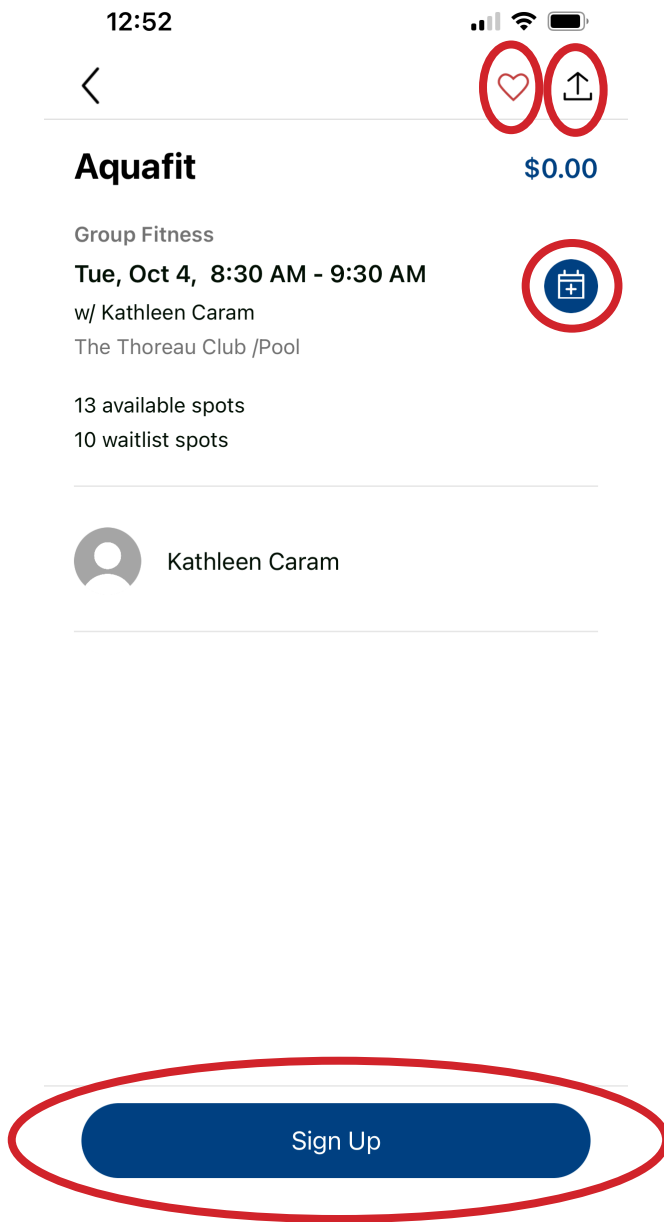 12:52
Aquafit
$0.00
Group Fitness
Tue, Oct 4,  8:30 AM - 9:30 AM
w/ Kathleen Caram
The Thoreau Club /Pool
13 available spots
10 waitlist spots
Kathleen Caram
Sign Up